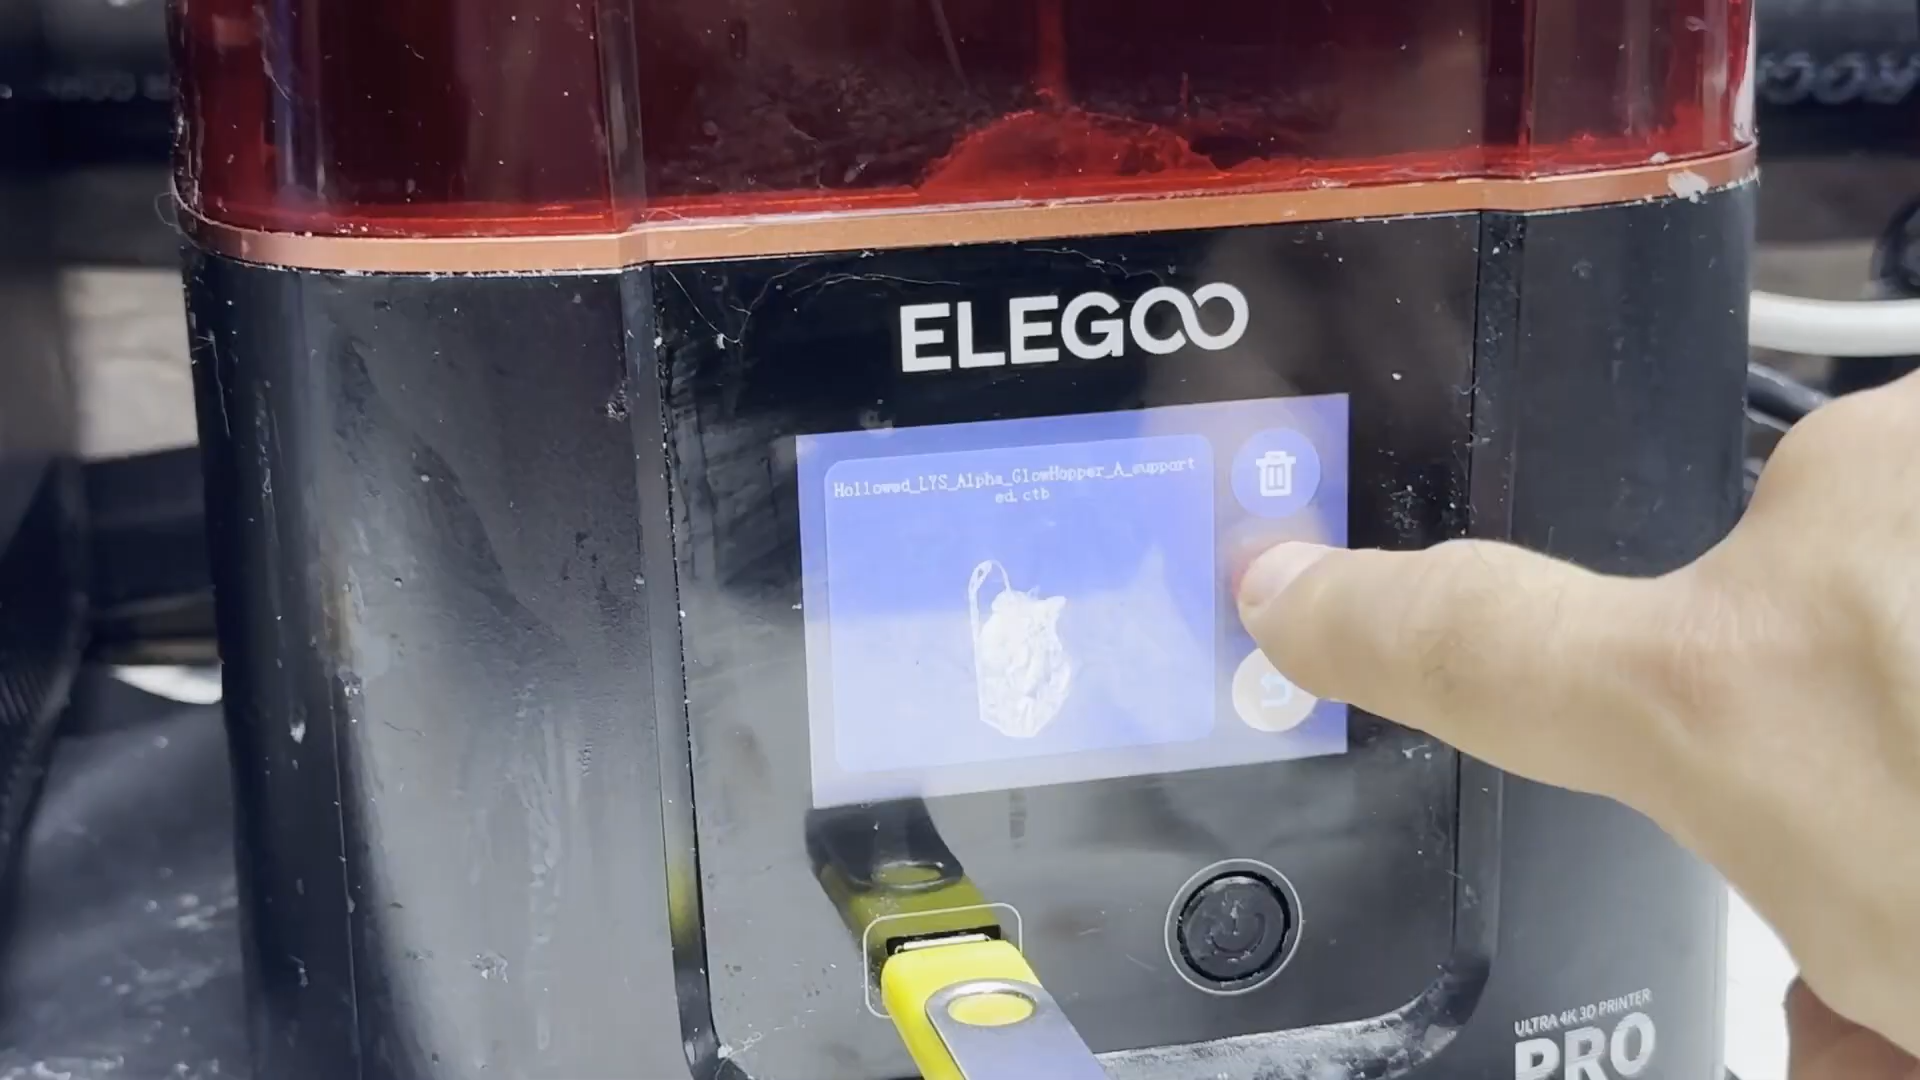 ELEGOO
Hollowed_LYS_Alpha_GlowHopper_A_support
ed.ctb
ULTRA 4K 3D PRINTER
PRO